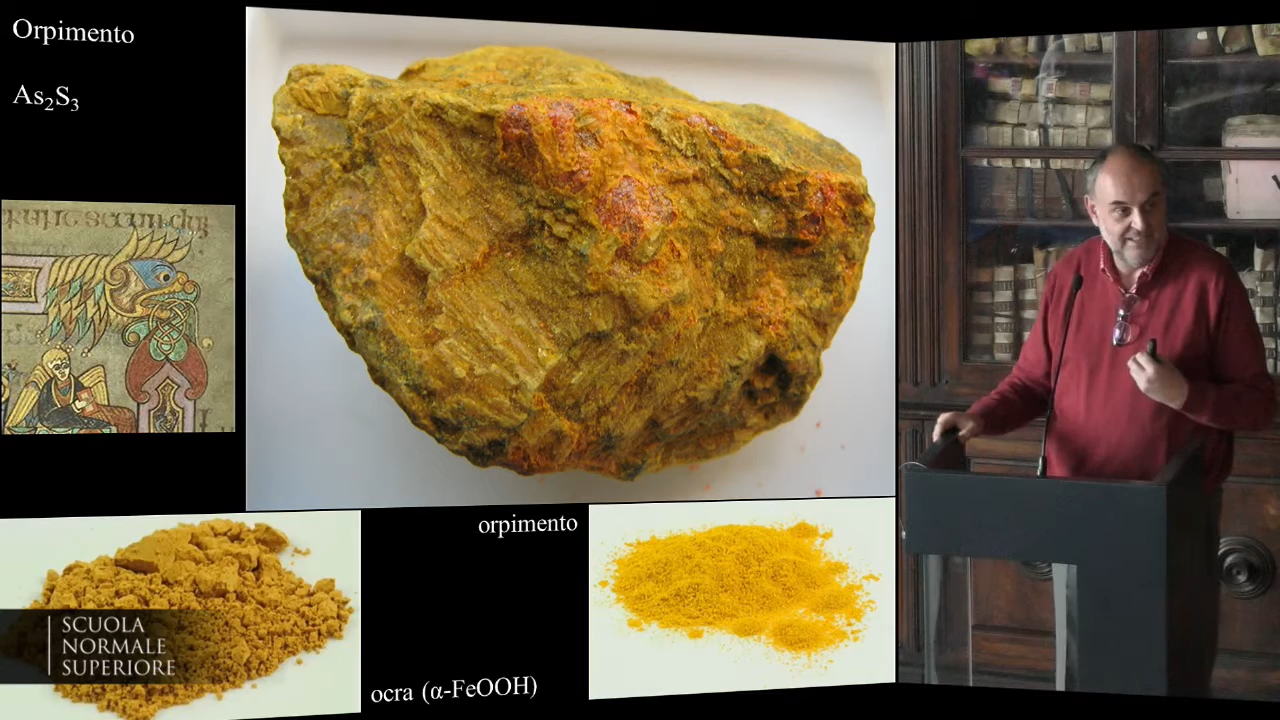 Orpimento
As₂S₃
orpimento
SCUOLA
NORMALE
SUPERIORE
ocra (α-FeOOH)